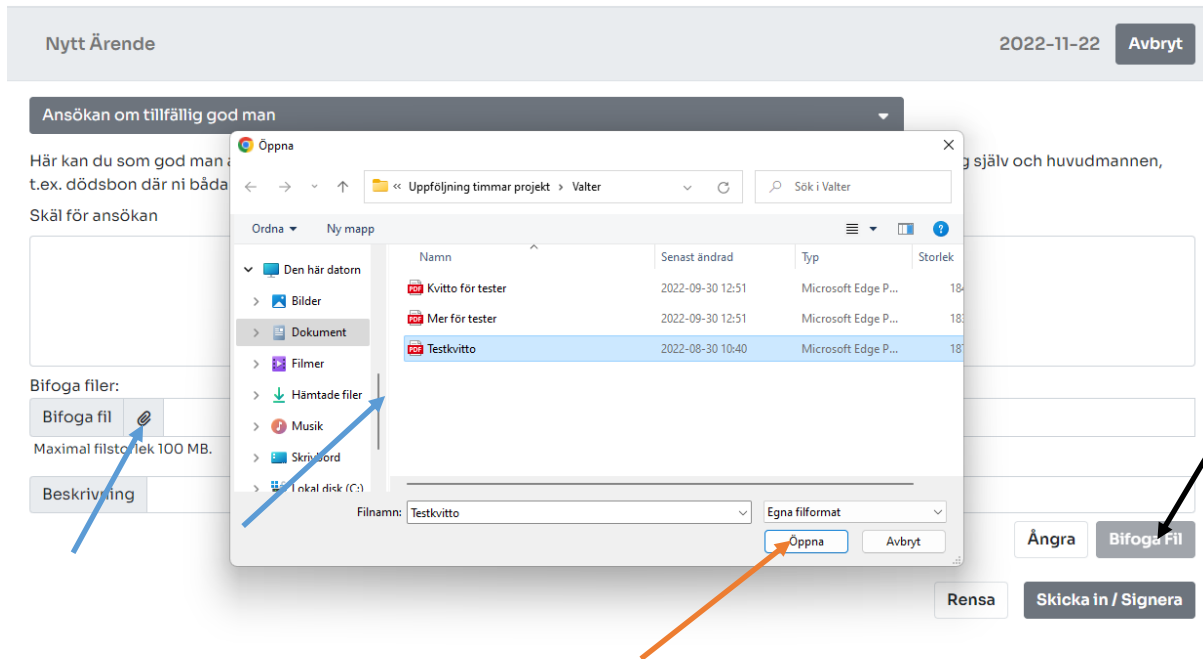 Nytt Ärende
2022-11-22 Avbryt
Ansökan om tillfällig god man
Öppna
Här kan du som god man
g själv och huvudmannen,
t.ex. dödsbon där ni båda
Uppföljning timmar projekt › Valter
Sök i Valter
Skäl för ansökan
Ordna Ny mapp
Namn Senast ändrad Typ Storlek
Den här datorn
Bilder
Dokument
Filmer
Hämtade filer
Musik
Skrivbord
Lokal disk (C:)
Kvitto för tester 2022-09-30 12:51 Microsoft Edge P...
Mer för tester 2022-09-30 12:51 Microsoft Edge P...
Testkvitto 2022-08-30 10:40 Microsoft Edge P...
Bifoga filer:
Bifoga fil
Maximal filstorlek 100 MB.
Beskrivning
Filnamn: Testkvitto Egna filformat
Öppna Avbryt
Ångra Bifoga Fil
Rensa Skicka in / Signera